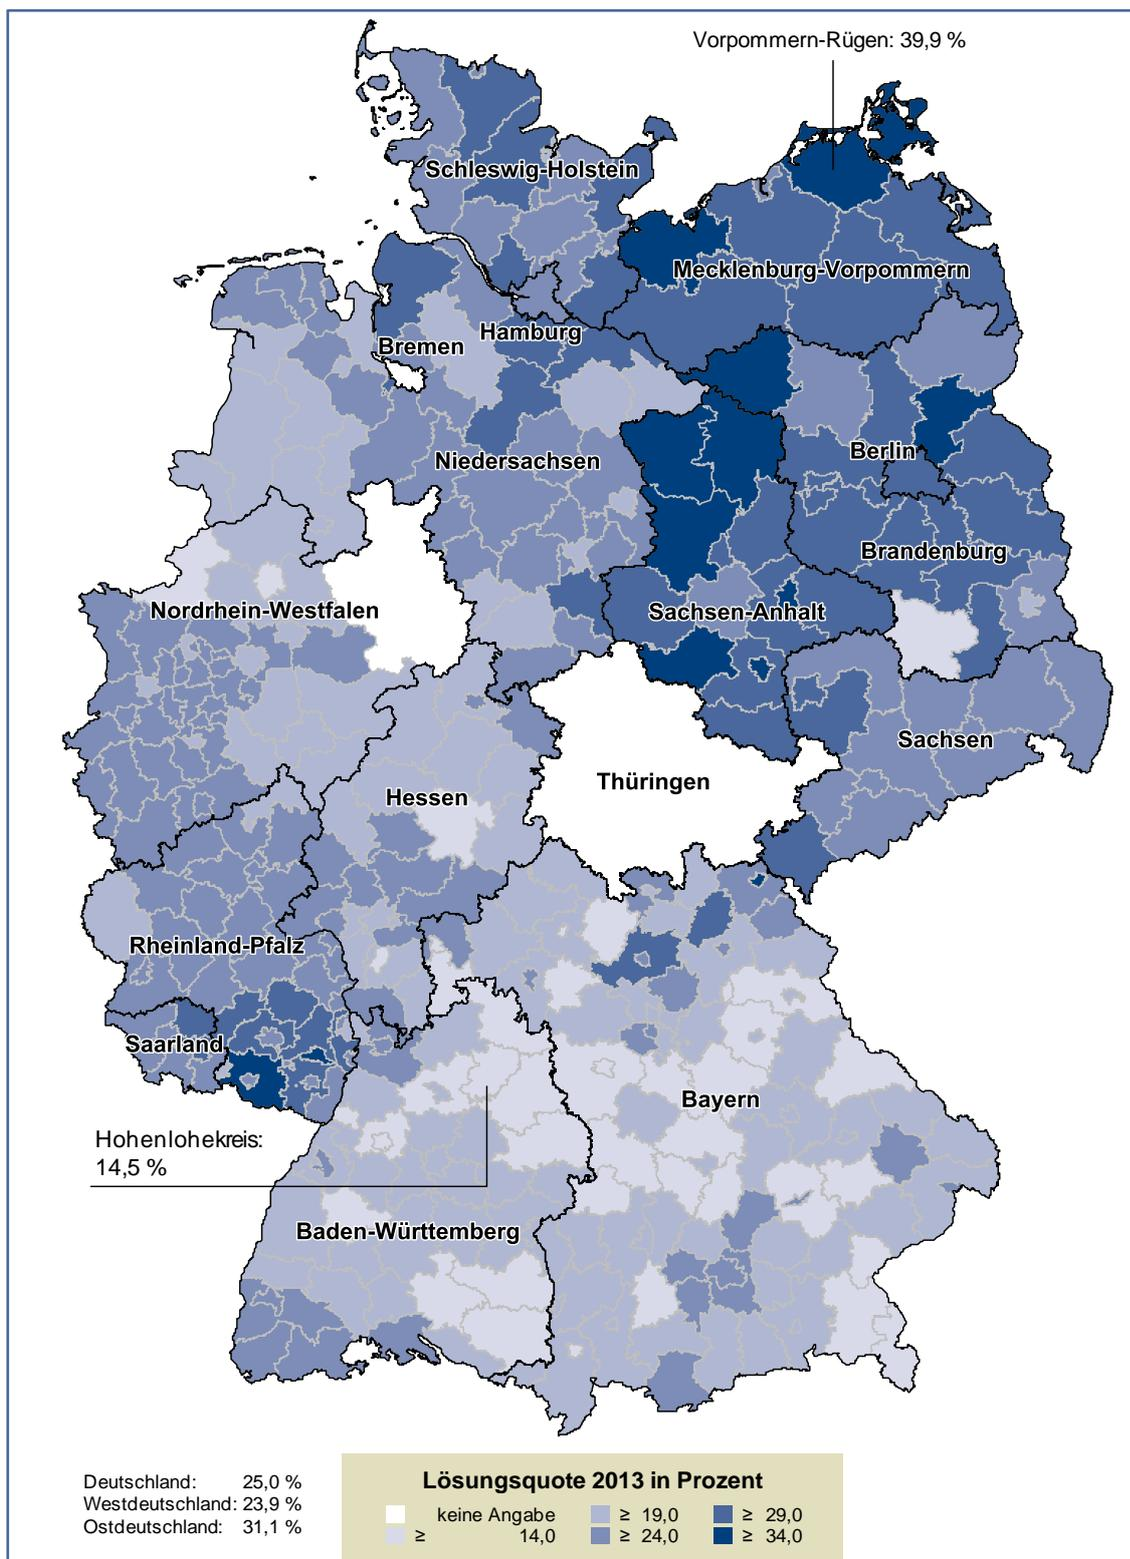 Vorpommern-Rügen: 39,9 %
Schleswig-Holstein
Mecklenburg-Vorpommern
Hamburg
Bremen
Berlin
Niedersachsen
Brandenburg
Nordrhein-Westfalen
Sachsen-Anhalt
Sachsen
Thüringen
Hessen
Rheinland-Pfalz
Saarland
Bayern
Hohenlohekreis:
14,5 %
Baden-Württemberg
Deutschland: 25,0 %
Westdeutschland: 23,9 %
Ostdeutschland: 31,1 %
Lösungsquote 2013 in Prozent
keine Angabe ≥ 19,0 ≥ 29,0
≥ 14,0 ≥ 24,0 ≥ 34,0